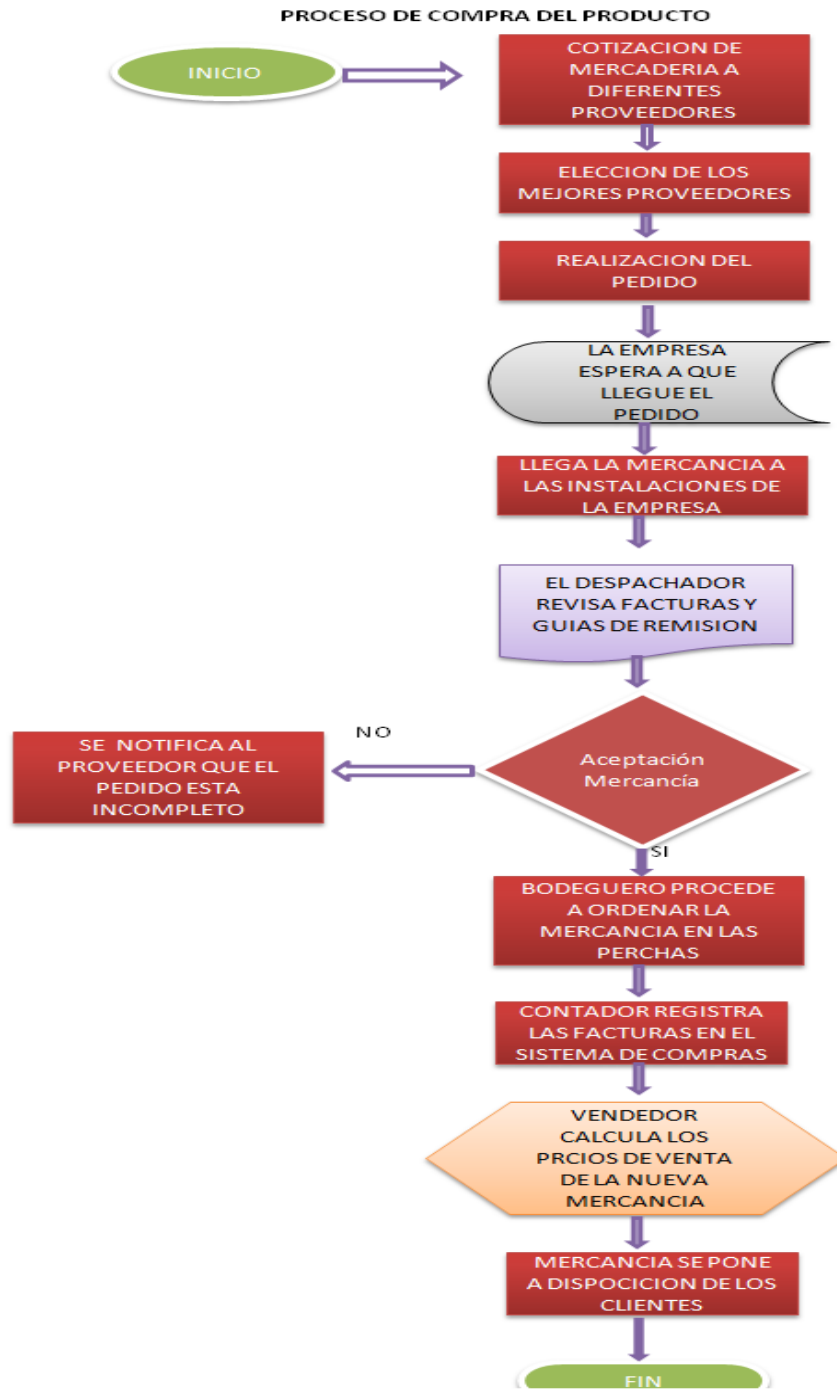 PROCESO DE COMPRA DEL PRODUCTO
INICIO
COTIZACION DE
MERCADERIA A
DIFERENTES
PROVEEDORES
ELECCION DE LOS
MEJORES PROVEEDORES
REALIZACION DEL
PEDIDO
LA EMPRESA
ESPERA A QUE
LLEGUE EL
PEDIDO
LLEGA LA MERCANCIA A
LAS INSTALACIONES DE
LA EMPRESA
EL DESPACHADOR
REVISA FACTURAS Y
GUIAS DE REMISION
Aceptación
Mercancía
NO
SE NOTIFICA AL
PROVEEDOR QUE EL
PEDIDO ESTA
INCOMPLETO
SI
BODEGUERO PROCEDE
A ORDENAR LA
MERCANCIA EN LAS
PERCHAS
CONTADOR REGISTRA
LAS FACTURAS EN EL
SISTEMA DE COMPRAS
VENDEDOR
CALCULA LOS
PRCIOS DE VENTA
DE LA NUEVA
MERCANCIA
MERCANCIA SE PONE
A DISPOCICION DE LOS
CLIENTES
FIN